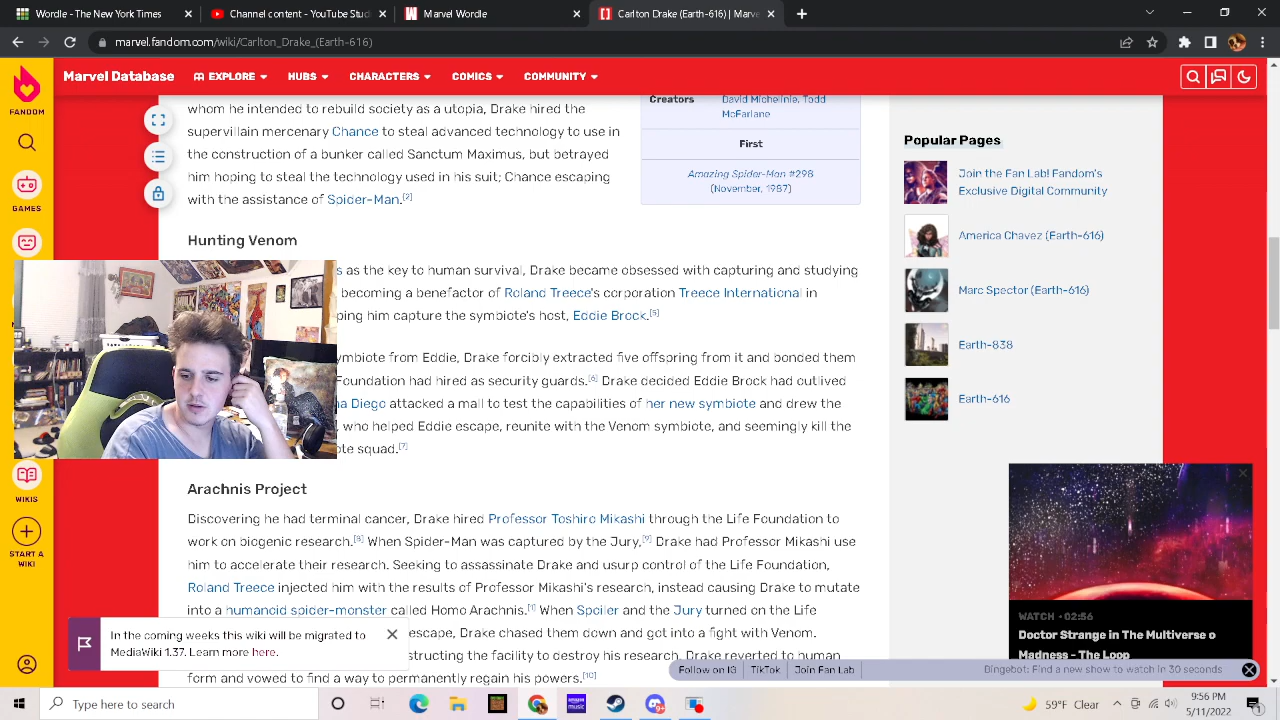 Wordle - The New York Times
YouTube Stud
Marvel Wordle
Carlton Drake (Earth-616) | Marve
marvel.fandom.com/wiki/Carlton_Drake_(Earth-616)
FANDOM
Marvel Database
EXPLORE
HUBS
CHARACTERS
COMICS
COMMUNITY
GAMES
WIKIS
START A
WIKI
whom he intended to rebuild society as a utopia, Drake hired the
supervillain mercenary Chance to steal advanced technology to use in
the construction of a bunker called Sanctum Maximus, but betrayed
him having to steal the technology used in his suit; Chance escaping
with the assistance of Spider-Man.[2]
Creators
David Michelinie, Todd
McFarlane
First
Amazing Spider-Man #298
(November, 1987)
Hunting Venom
s as the key to human survival, Drake became obsessed with capturing and studying
becoming a benefactor of Roland Treece's corporation Treece International in
ping him capture the symbiote's host, Eddie Brock.[5]
ymbiote from Eddie, Drake forcibly extracted five offspring from it and bonded them
Foundation had hired as security guards.[6] Drake decided Eddie Brock had outlived
na Diego attacked a mall to test the capabilities of her new symbiote and drew the
, who helped Eddie escape, reunite with the Venom symbiote, and seemingly kill the
ote squad.[7]
Arachnis Project
Discovering he had terminal cancer, Drake hired Professor Toshiro Mikashi through the Life Foundation to
work on biogenic research.[8] When Spider-Man was captured by the Jury,[9] Drake had Professor Mikashi use
him to accelerate their research. Seeking to assassinate Drake and usurp control of the Life Foundation,
Roland Treece injected him with the results of Professor Mikashi's research, instead causing Drake to mutate
into a humanoid spider-monster called Homo Arachnis.[1] When Spoiler and the Jury turned on the Life
escape, Drake chased them down and got into a fight with Venom.
structing the facility to destroy his research, Drake reverted to human
form and vowed to find a way to permanently regain his powers.[10]
Popular Pages
Join the Fan Lab! Fandom's
Exclusive Digital Community
America Chavez (Earth-616)
Marc Spector (Earth-616)
Earth-838
Earth-616
WATCH • 02:56
Doctor Strange in The Multiverse o
Madness - The Loop
In the coming weeks this wiki will be migrated to
MediaWiki 1.37. Learn more here.
Follow on IG
TikTok
Join Fan Lab
Dingebot: Find a new show to watch in 30 seconds
Type here to search
59°F Clear
9:56 PM
5/11/2022